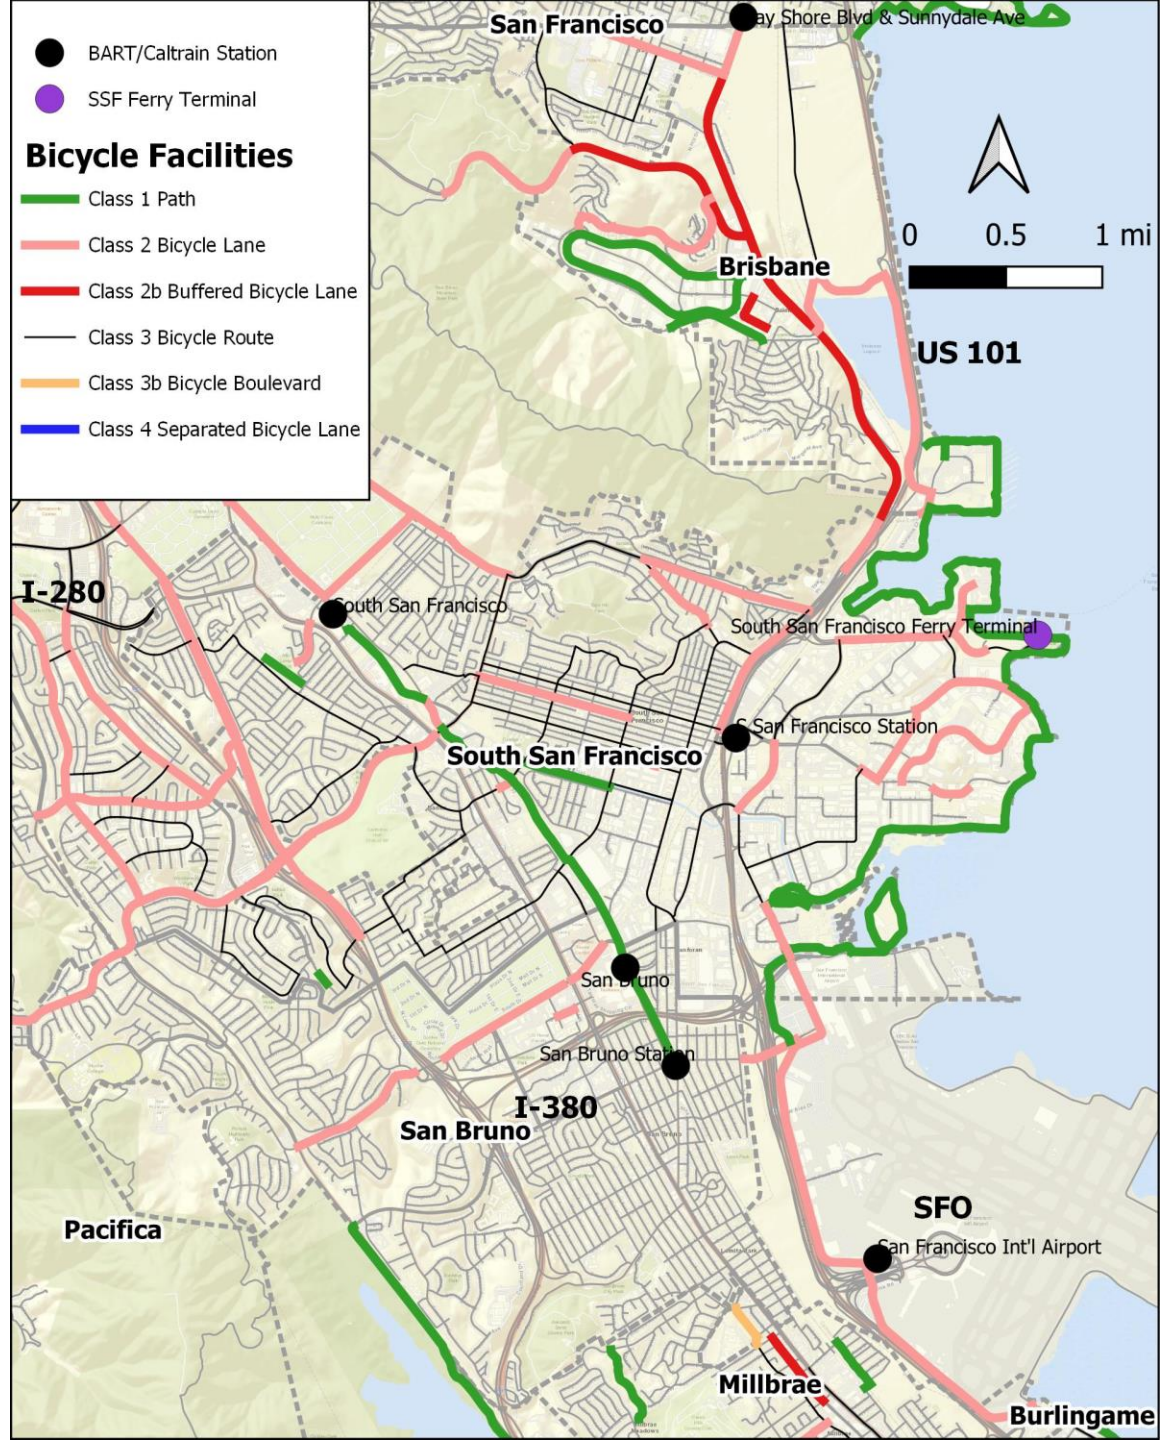 San Francisco
ay Shore Blvd & Sunnydale Ave
BART/Caltrain Station
SSF Ferry Terminal
Bicycle Facilities
Class 1 Path
Class 2 Bicycle Lane
Class 2b Buffered Bicycle Lane
Class 3 Bicycle Route
Class 3b Bicycle Boulevard
Class 4 Separated Bicycle Lane
0 0.5 1 mi
Brisbane
US 101
I-280
South San Francisco
South San Francisco Ferry Terminal
S San Francisco Station
South San Francisco
San Bruno
San Bruno Station
I-380
San Bruno
Pacifica
SFO
San Francisco Int'l Airport
Millbrae
Burlingame